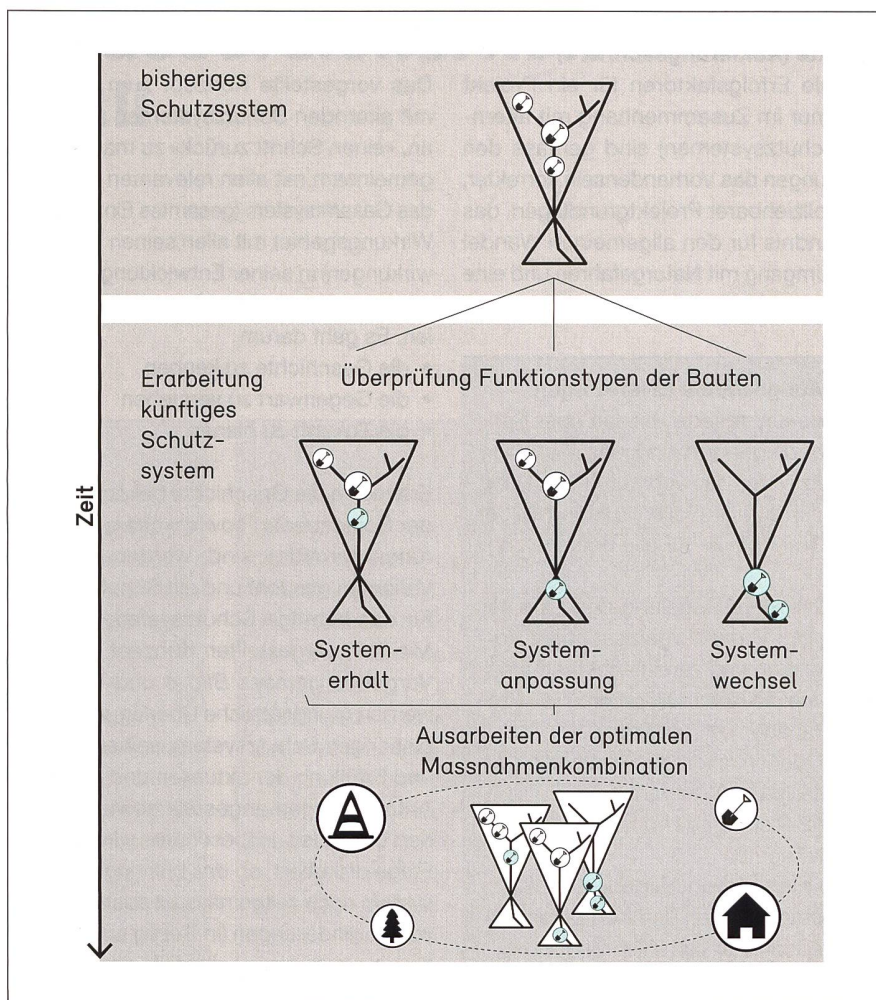 bisheriges
Schutzsystem
Zeit
Erarbeitung
künftiges
Schutz-
system
Überprüfung Funktionstypen der Bauten
System-
erhalt
System-
anpassung
System-
wechsel
Ausarbeiten der optimalen
Massnahmenkombination